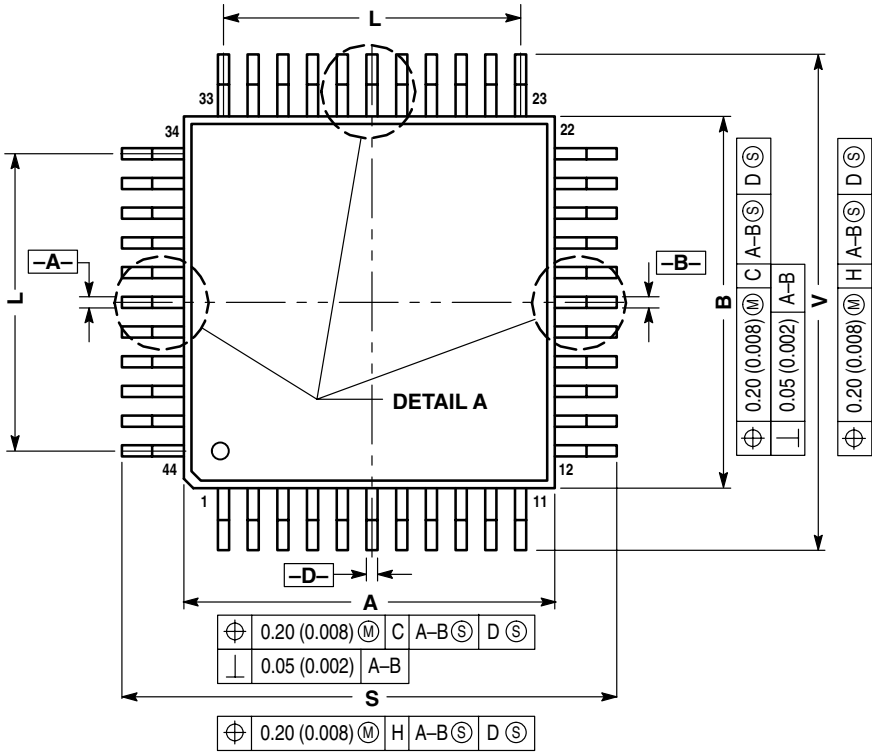 L
33
23
34
22
–A–
–B–
L
B
V
⌖ 0.20 (0.008) Ⓜ C A–B Ⓢ D Ⓢ
⊥ 0.05 (0.002) A–B
⌖ 0.20 (0.008) Ⓜ H A–B Ⓢ D Ⓢ
DETAIL A
44
12
1
11
–D–
A
⌖ 0.20 (0.008) Ⓜ C A–B Ⓢ D Ⓢ
⊥ 0.05 (0.002) A–B
S
⌖ 0.20 (0.008) Ⓜ H A–B Ⓢ D Ⓢ